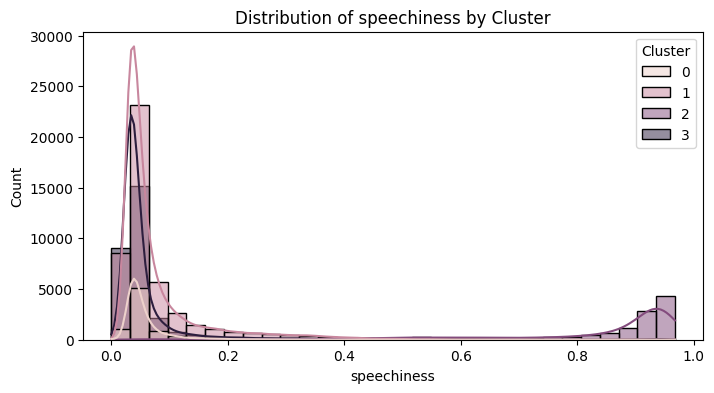 Distribution of speechiness by Cluster
30000
25000
20000
15000
10000
5000
0
Count
0.0 0.2 0.4 0.6 0.8 1.0
speechiness
Cluster
0
1
2
3